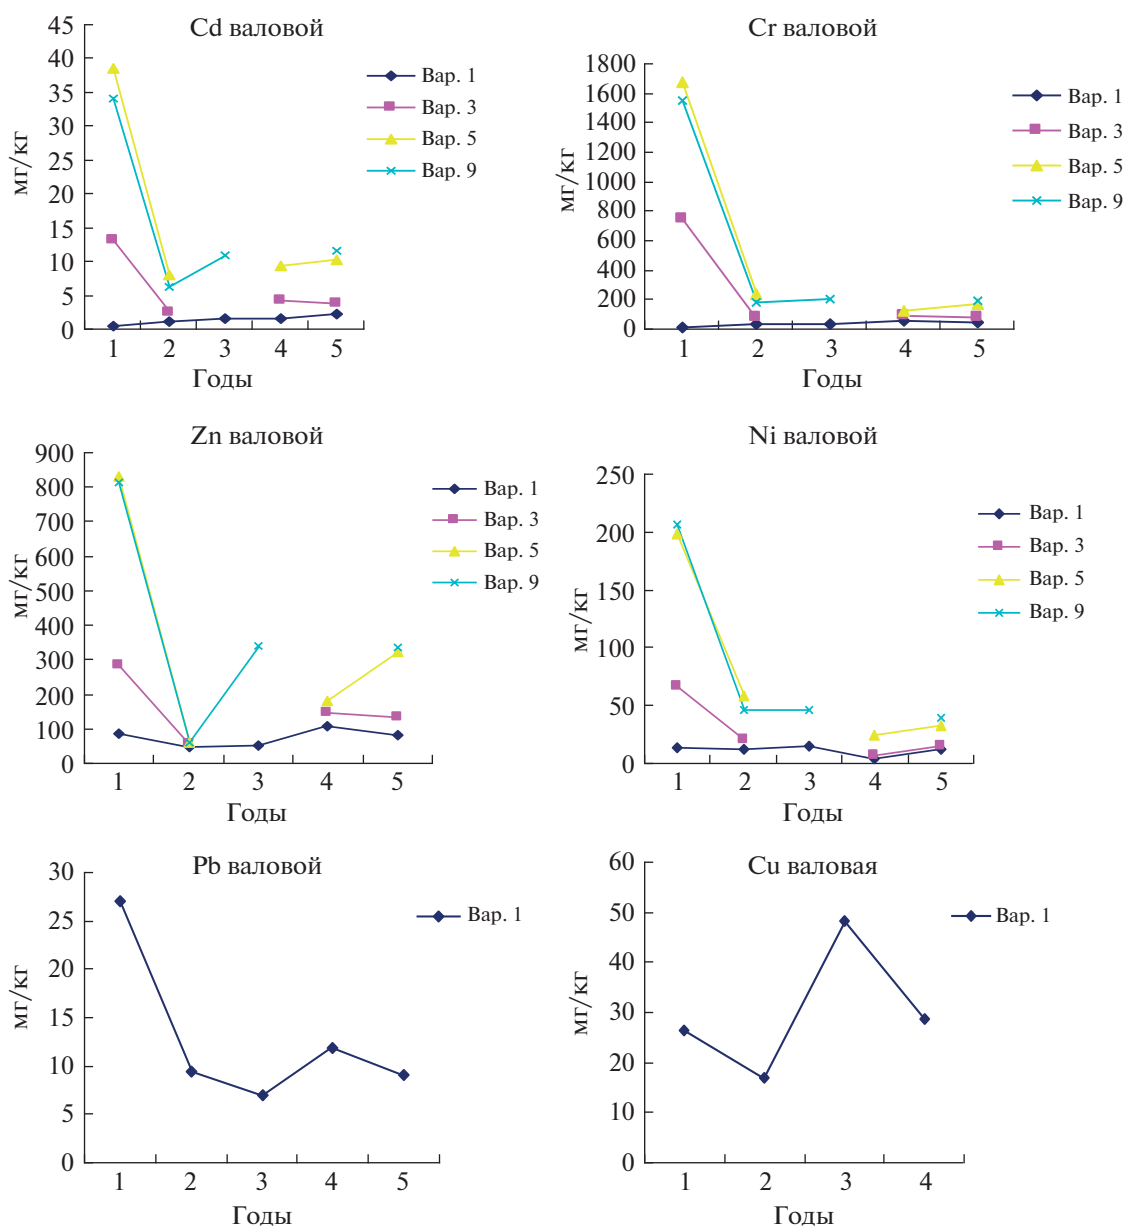 Cd валовой
45
40
35
30
25
20
15
10
5
0
мг/кг
1 2 3 4 5
Годы
Вар. 1
Вар. 3
Вар. 5
Вар. 9
Cr валовой
1800
1600
1400
1200
1000
800
600
400
200
0
мг/кг
1 2 3 4 5
Годы
Вар. 1
Вар. 3
Вар. 5
Вар. 9
Zn валовой
900
800
700
600
500
400
300
200
100
0
мг/кг
1 2 3 4 5
Годы
Вар. 1
Вар. 3
Вар. 5
Вар. 9
Ni валовой
250
200
150
100
50
0
мг/кг
1 2 3 4 5
Годы
Вар. 1
Вар. 3
Вар. 5
Вар. 9
Pb валовой
30
25
20
15
10
5
0
мг/кг
1 2 3 4 5
Годы
Вар. 1
Cu валовая
60
50
40
30
20
10
0
мг/кг
1 2 3 4
Годы
Вар. 1